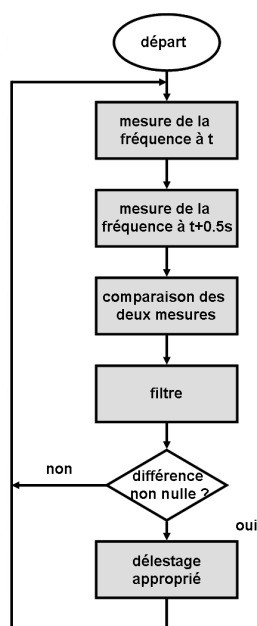 départ
mesure de la
fréquence à t
mesure de la
fréquence à t+0.5s
comparaison des
deux mesures
filtre
différence
non nulle ?
non
oui
délestage
approprié